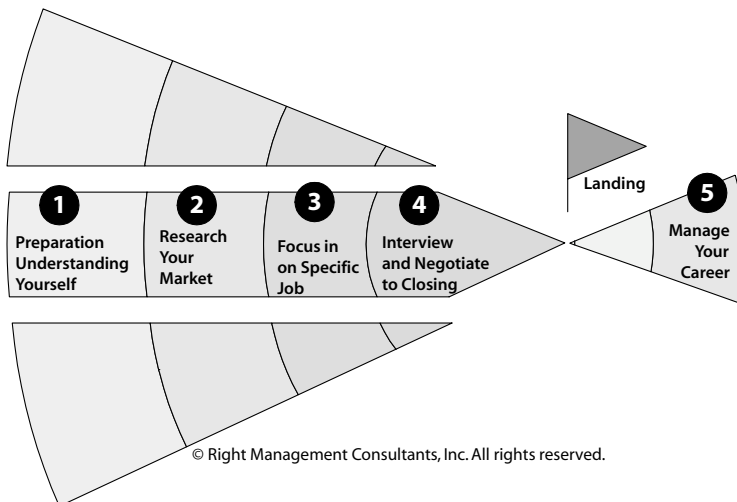 1
Preparation
Understanding
Yourself
2
Research
Your
Market
3
Focus in
on Specific
Job
4
Interview
and Negotiate
to Closing
Landing
5
Manage
Your
Career
© Right Management Consultants, Inc. All rights reserved.